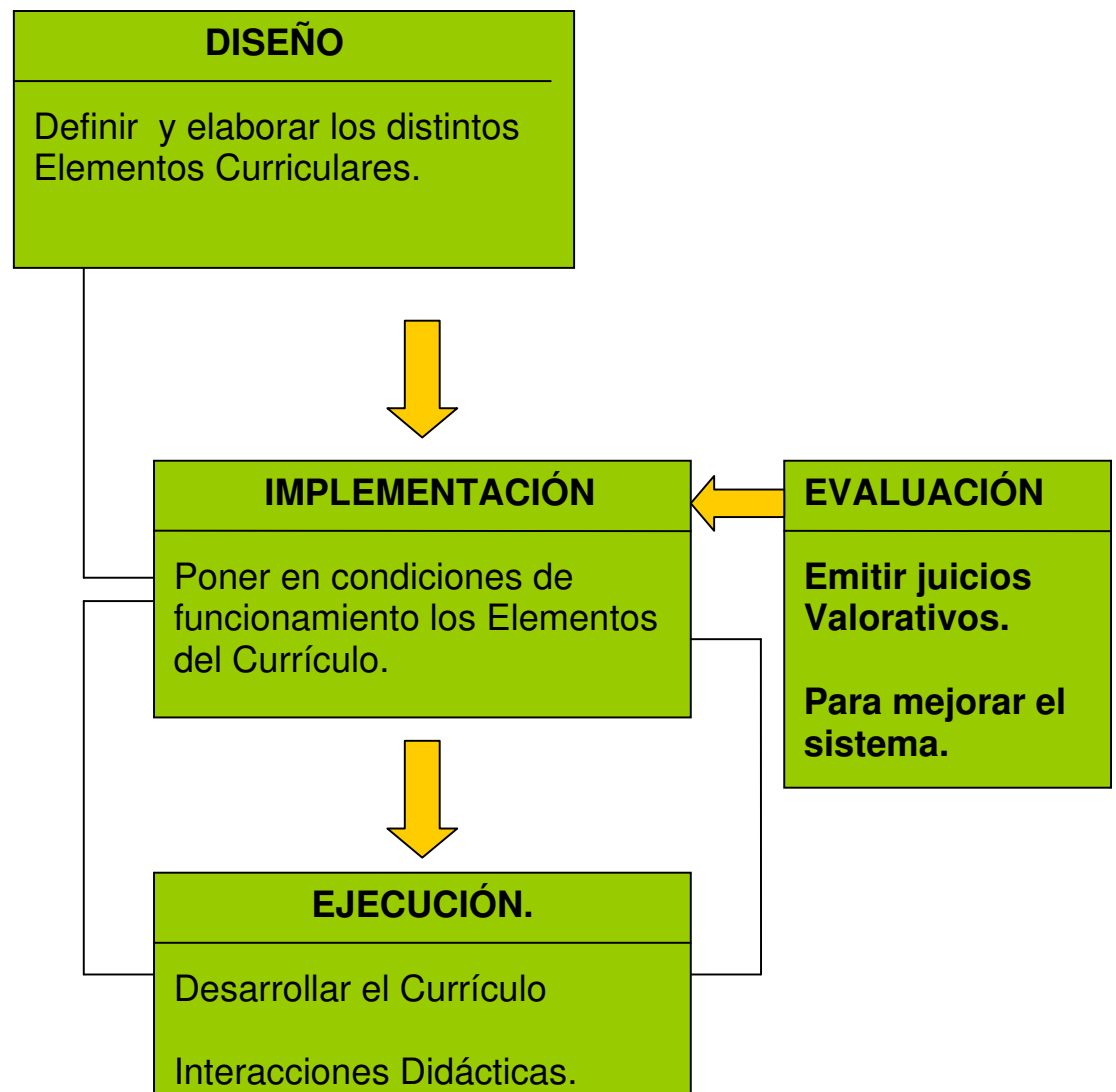 DISEÑO
Definir y elaborar los distintos
Elementos Curriculares.
IMPLEMENTACIÓN
Poner en condiciones de
funcionamiento los Elementos
del Currículo.
EVALUACIÓN
Emitir juicios
Valorativos.
Para mejorar el
sistema.
EJECUCIÓN.
Desarrollar el Currículo
Interacciones Didácticas.